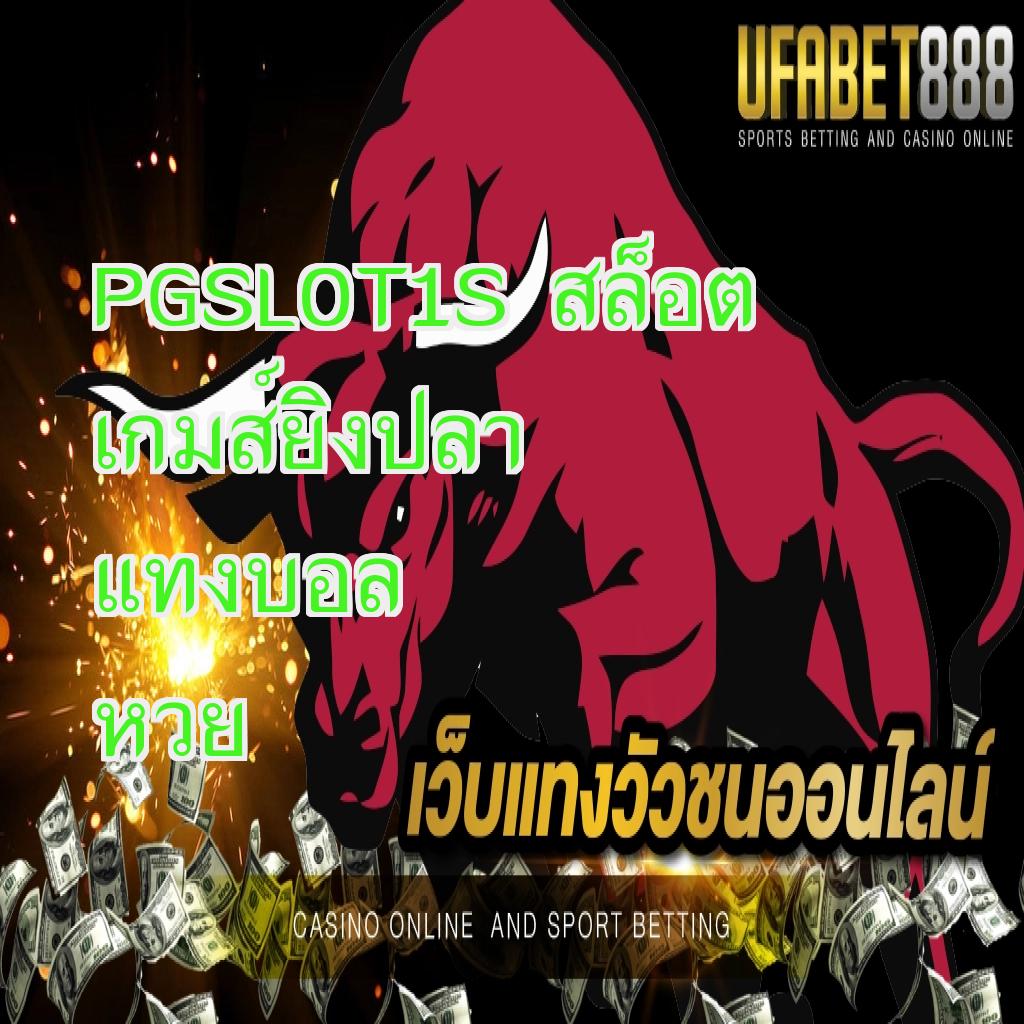 UFABET888
SPORTS BETTING AND CASINO ONLINE
PGSLOT1S สล็อต
เกมส์ยิงปลา
แทงบอล
หวย
เว็บแทงวัวชนออนไลน์
CASINO ONLINE AND SPORT BETTING